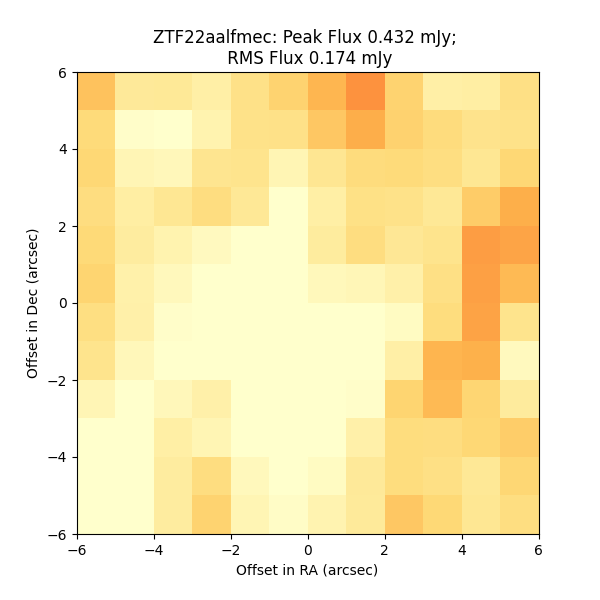 ZTF22aalfmec: Peak Flux 0.432 mJy;
RMS Flux 0.174 mJy
6
4
2
0
−2
−4
−6
Offset in Dec (arcsec)
−6 −4 −2 0 2 4 6
Offset in RA (arcsec)